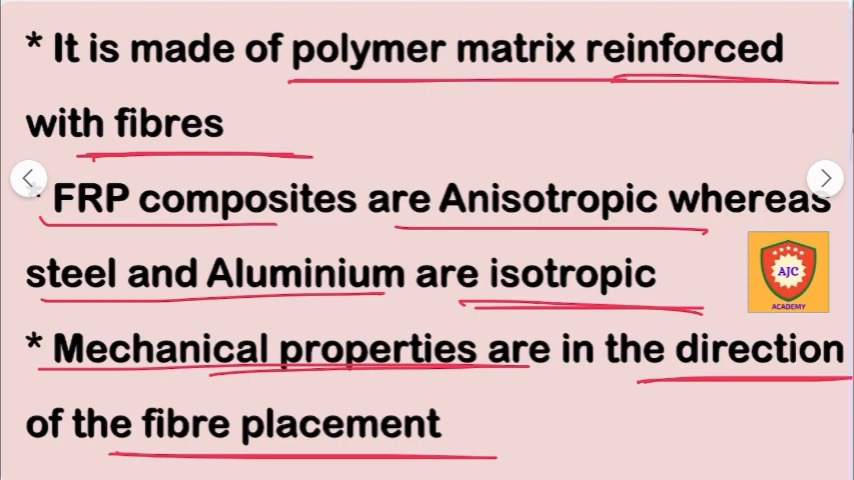 * It is made of polymer matrix reinforced
with fibres
* FRP composites are Anisotropic whereas
steel and Aluminium are isotropic
AJC
ACADEMY
* Mechanical properties are in the direction
of the fibre placement